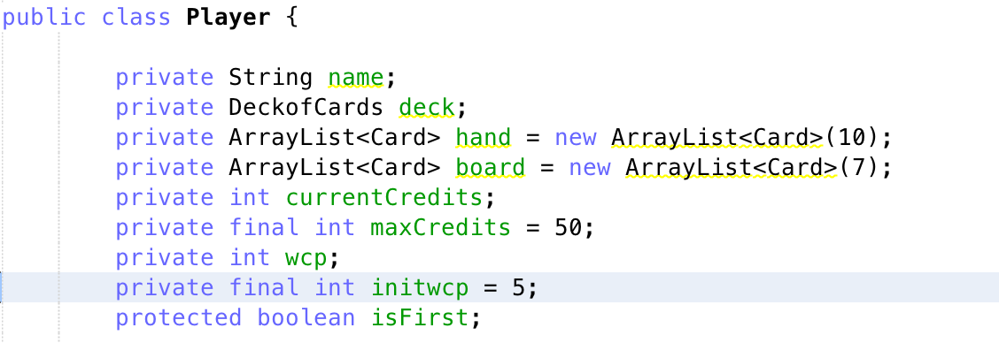 public class Player {
private String name;
private DeckofCards deck;
private ArrayList<Card> hand = new ArrayList<Card>(10);
private ArrayList<Card> board = new ArrayList<Card>(7);
private int currentCredits;
private final int maxCredits = 50;
private int wcp;
private final int initwcp = 5;
protected boolean isFirst;